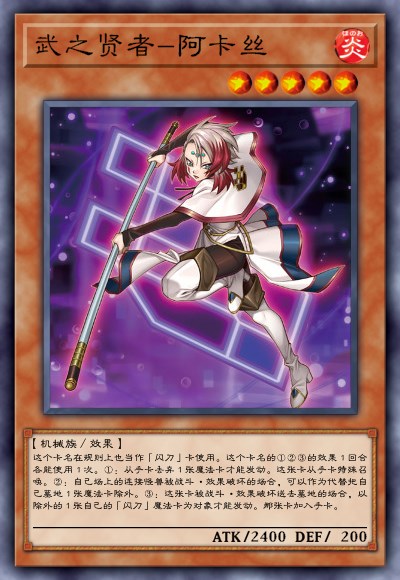 武之贤者-阿卡丝
炎
ほのお
【机械族／效果】
这个卡名在规则上也当作「闪刀」卡使用。这个卡名的①②③的效果1回合
各能使用1次。①：从手卡丢弃1张魔法卡才能发动。这张卡从手卡特殊召
唤。②：自己场上的连接怪兽被战斗·效果破坏的场合，可以作为代替把自
己墓地1张魔法卡除外。③：这张卡被战斗·效果破坏送去墓地的场合，以
除外的1张自己的「闪刀」魔法卡为对象才能发动。那张卡加入手卡。
ATK/2400 DEF/ 200